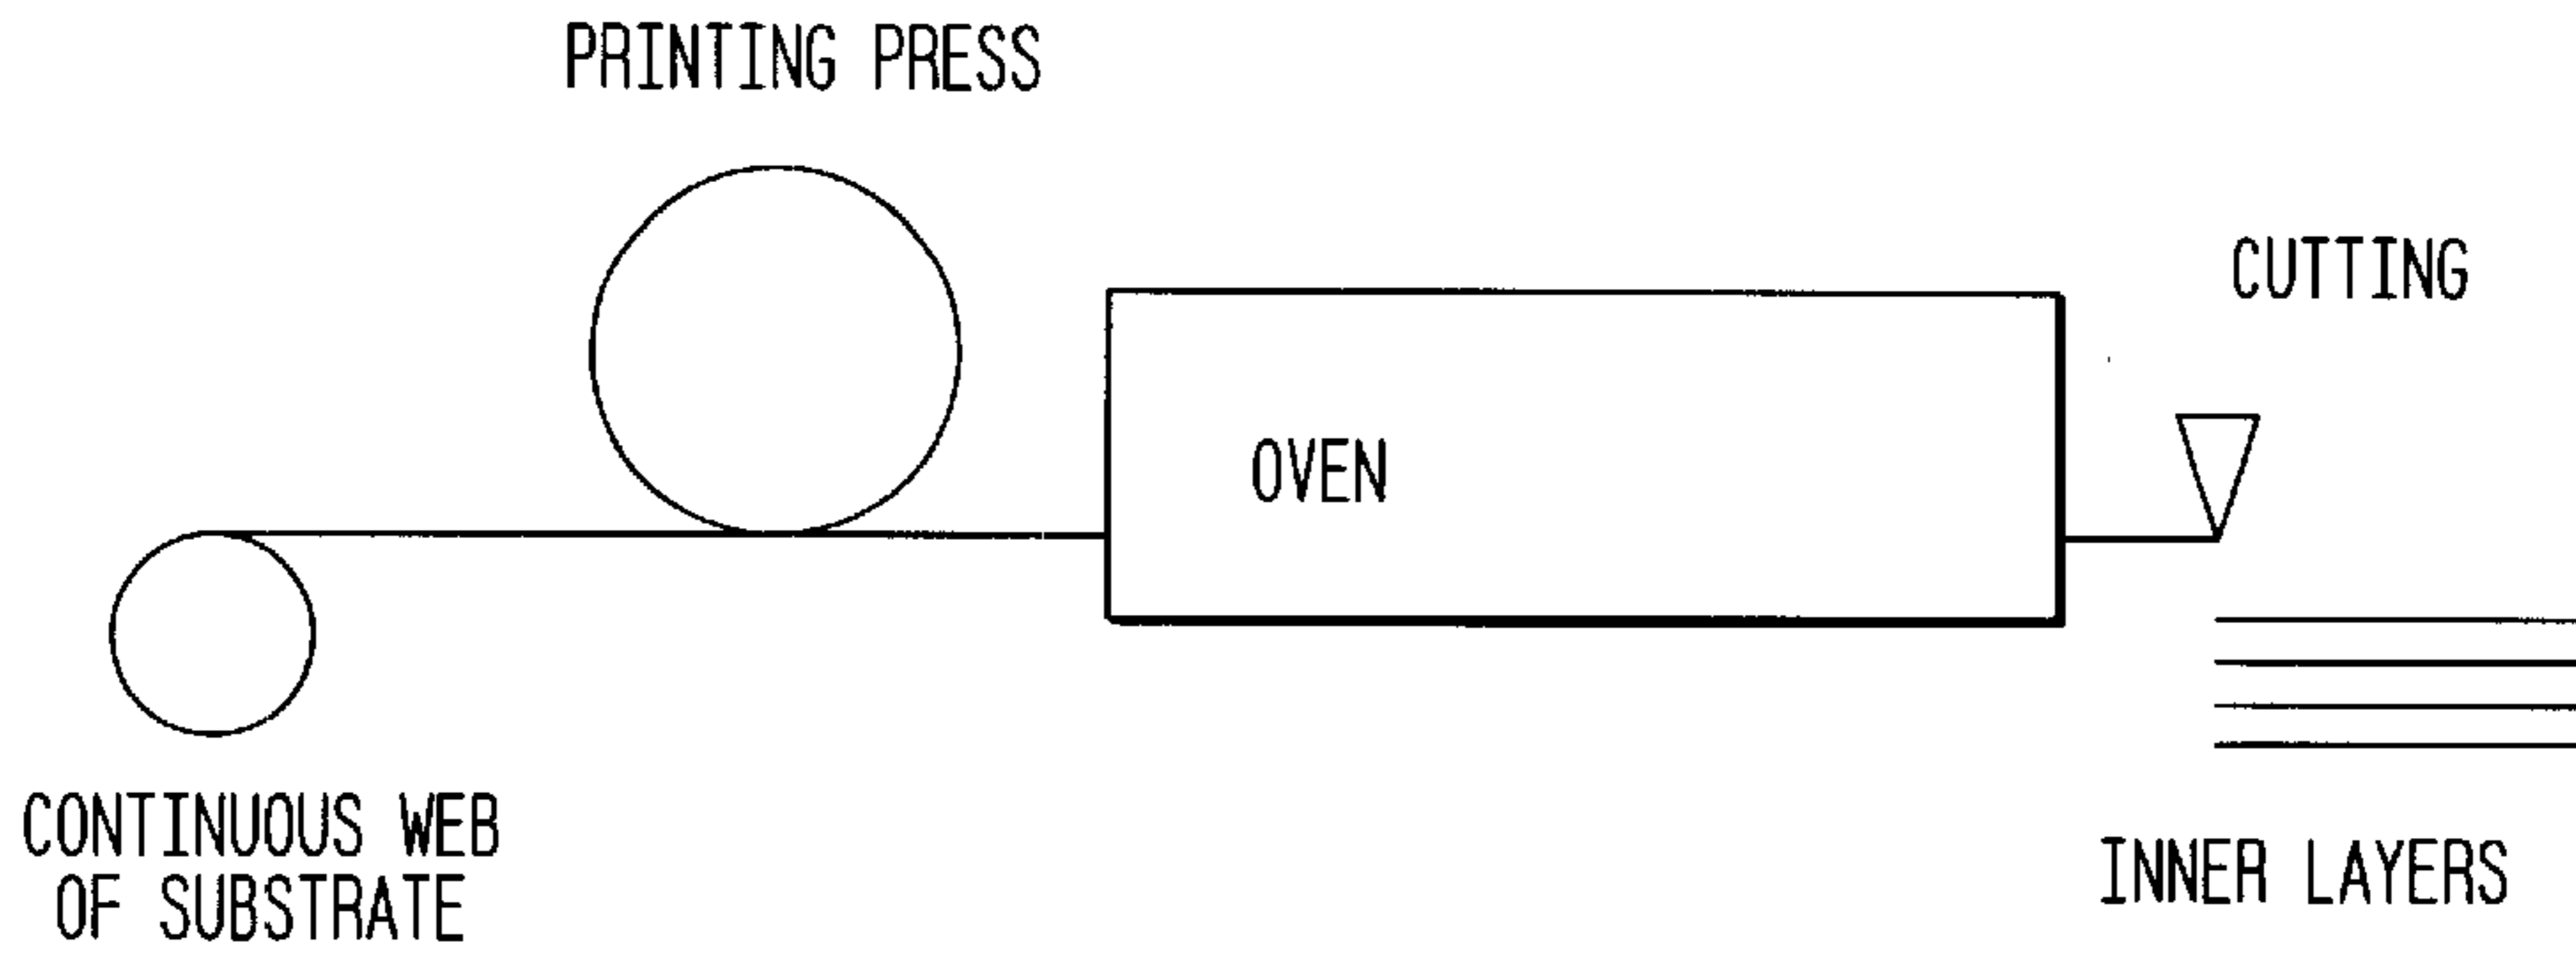 PRINTING PRESS
CUTTING
OVEN
CONTINUOUS WEB
OF SUBSTRATE
INNER LAYERS